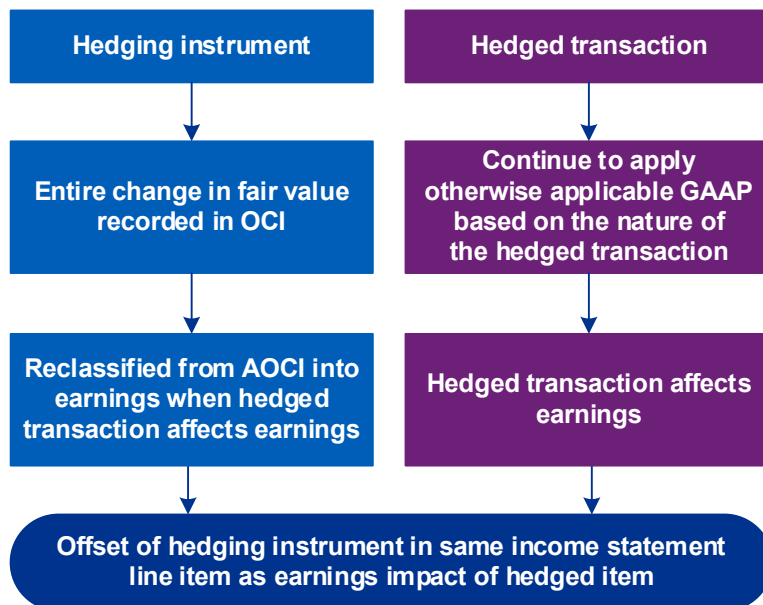 Hedging instrument
Hedged transaction
Entire change in fair value
recorded in OCI
Continue to apply
otherwise applicable GAAP
based on the nature of
the hedged transaction
Reclassified from AOCI into
earnings when hedged
transaction affects earnings
Hedged transaction affects
earnings
Offset of hedging instrument in same income statement
line item as earnings impact of hedged item